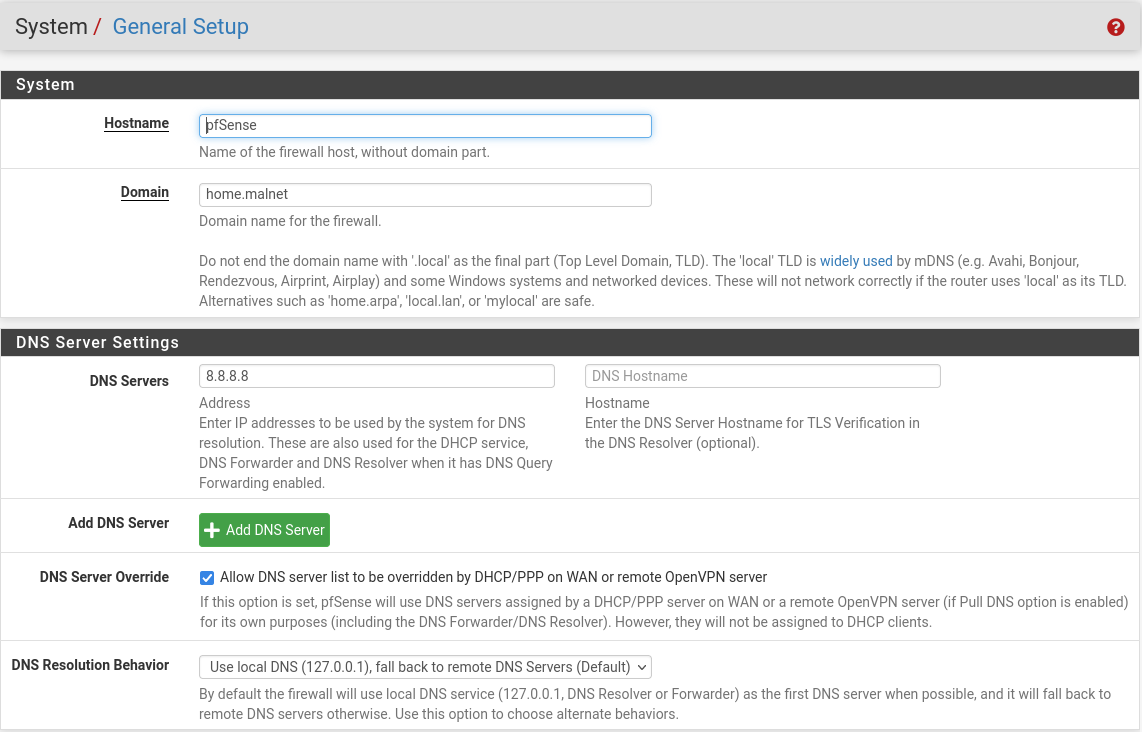 System / General Setup
System
Hostname
pfSense
Name of the firewall host, without domain part.
Domain
home.malnet
Domain name for the firewall.
Do not end the domain name with '.local' as the final part (Top Level Domain, TLD). The 'local' TLD is widely used by mDNS (e.g. Avahi, Bonjour,
Rendezvous, Airprint, Airplay) and some Windows systems and networked devices. These will not network correctly if the router uses 'local' as its TLD.
Alternatives such as 'home.arpa', 'local.lan', or 'mylocal' are safe.
DNS Server Settings
DNS Servers
8.8.8.8
Address
Enter IP addresses to be used by the system for DNS
resolution. These are also used for the DHCP service,
DNS Forwarder and DNS Resolver when it has DNS Query
Forwarding enabled.
DNS Hostname
Hostname
Enter the DNS Server Hostname for TLS Verification in
the DNS Resolver (optional).
Add DNS Server
Add DNS Server
DNS Server Override
Allow DNS server list to be overridden by DHCP/PPP on WAN or remote OpenVPN server
If this option is set, pfSense will use DNS servers assigned by a DHCP/PPP server on WAN or a remote OpenVPN server (if Pull DNS option is enabled)
for its own purposes (including the DNS Forwarder/DNS Resolver). However, they will not be assigned to DHCP clients.
DNS Resolution Behavior
Use local DNS (127.0.0.1), fall back to remote DNS Servers (Default)
By default the firewall will use local DNS service (127.0.0.1, DNS Resolver or Forwarder) as the first DNS server when possible, and it will fall back to
remote DNS servers otherwise. Use this option to choose alternate behaviors.